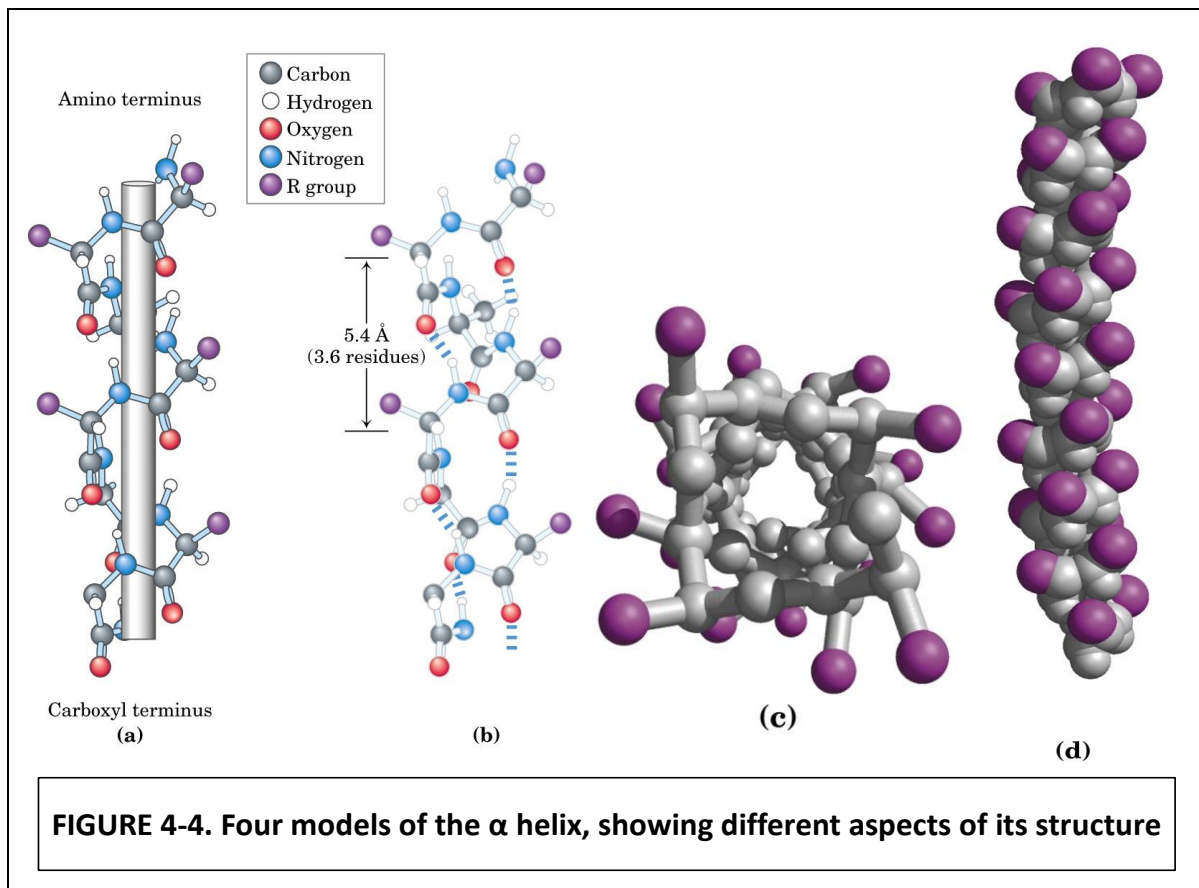 Carbon
Hydrogen
Oxygen
Nitrogen
R group
Amino terminus
5.4 Å
(3.6 residues)
Carboxyl terminus
(a)
(b)
(c)
(d)
FIGURE 4-4. Four models of the α helix, showing different aspects of its structure